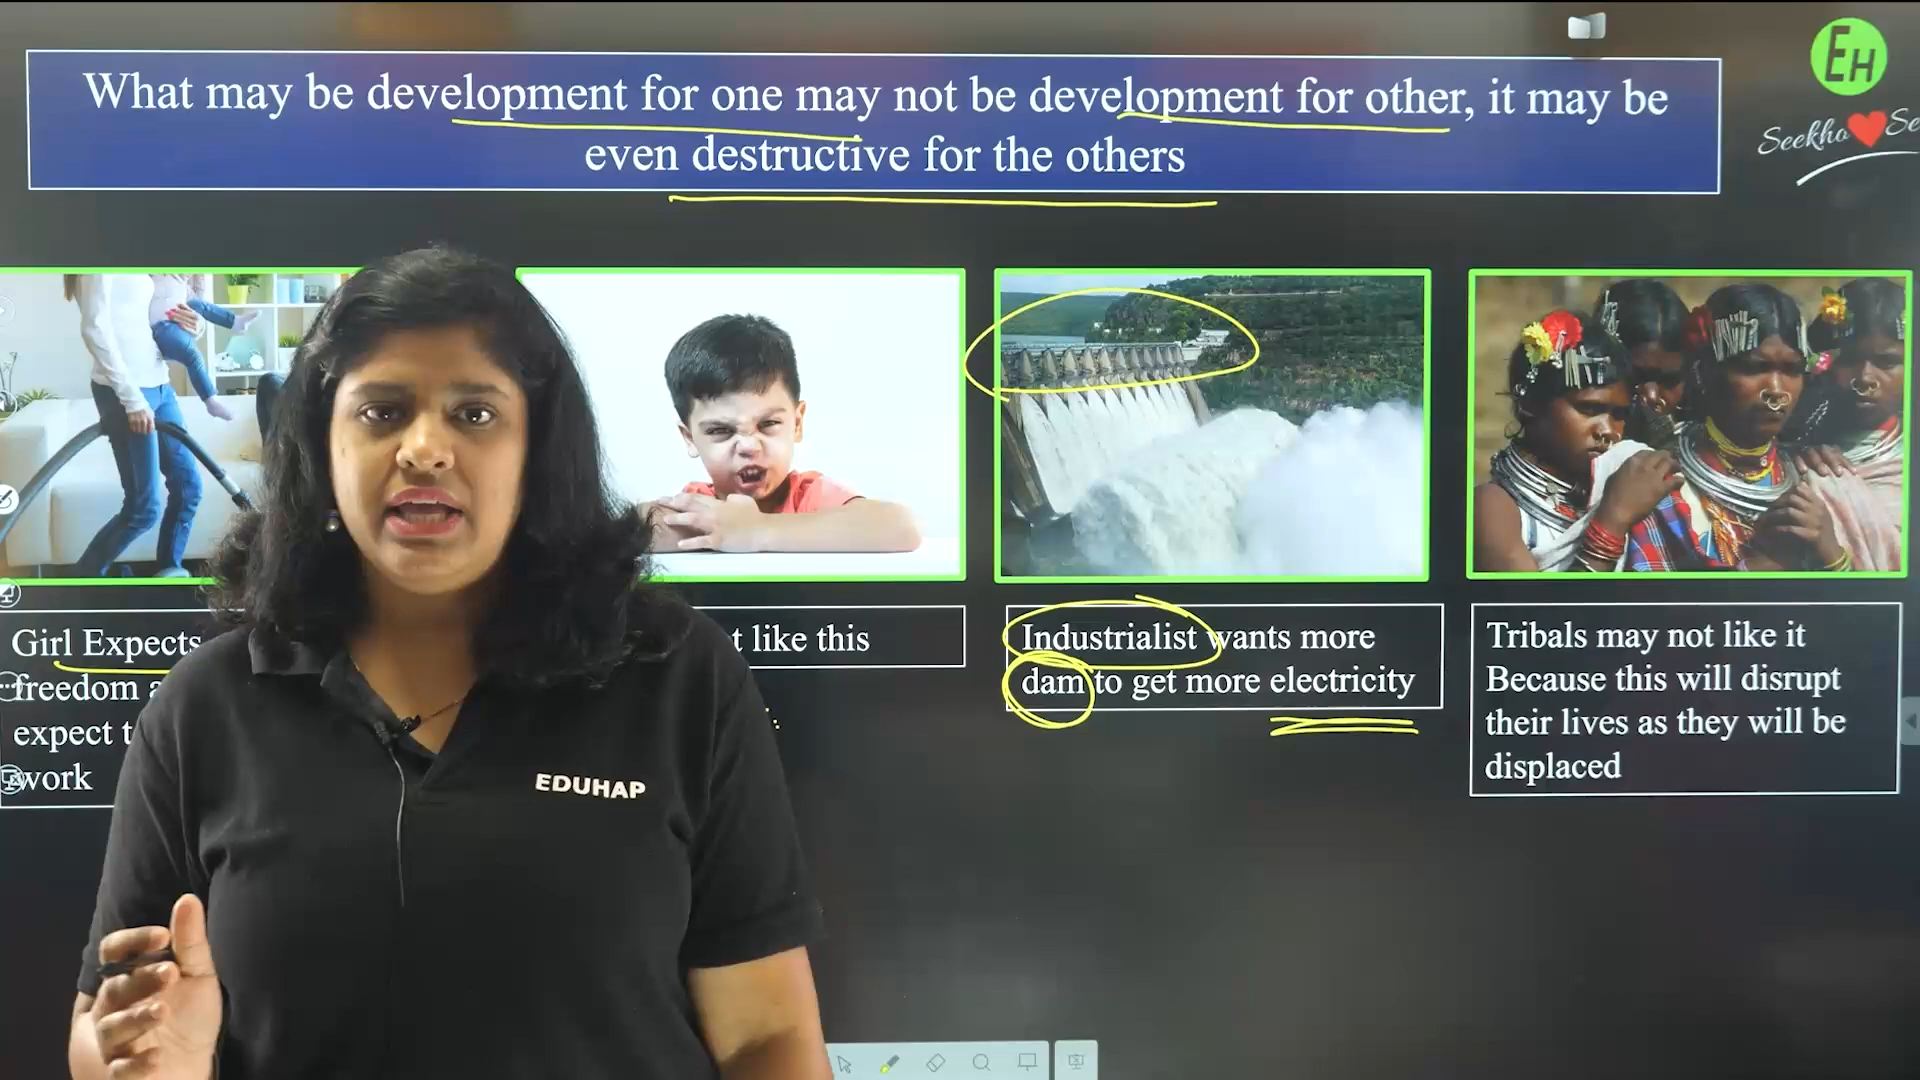 What may be development for one may not be development for other, it may be
even destructive for the others
EH
Seekho
Girl Expects
freedom
expect
work
like this
Industrialist wants more
dam to get more electricity
Tribals may not like it
Because this will disrupt
their lives as they will be
displaced
EDUHAP